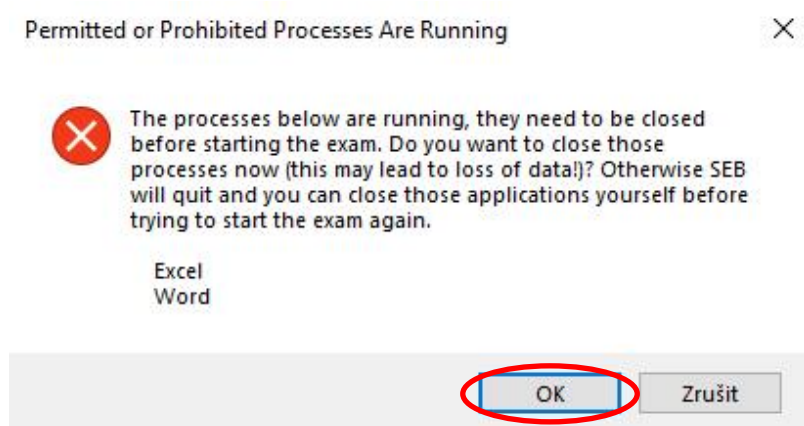 Permitted or Prohibited Processes Are Running
The processes below are running, they need to be closed
before starting the exam. Do you want to close those
processes now (this may lead to loss of data!)? Otherwise SEB
will quit and you can close those applications yourself before
trying to start the exam again.
Excel
Word
OK
Zrušit